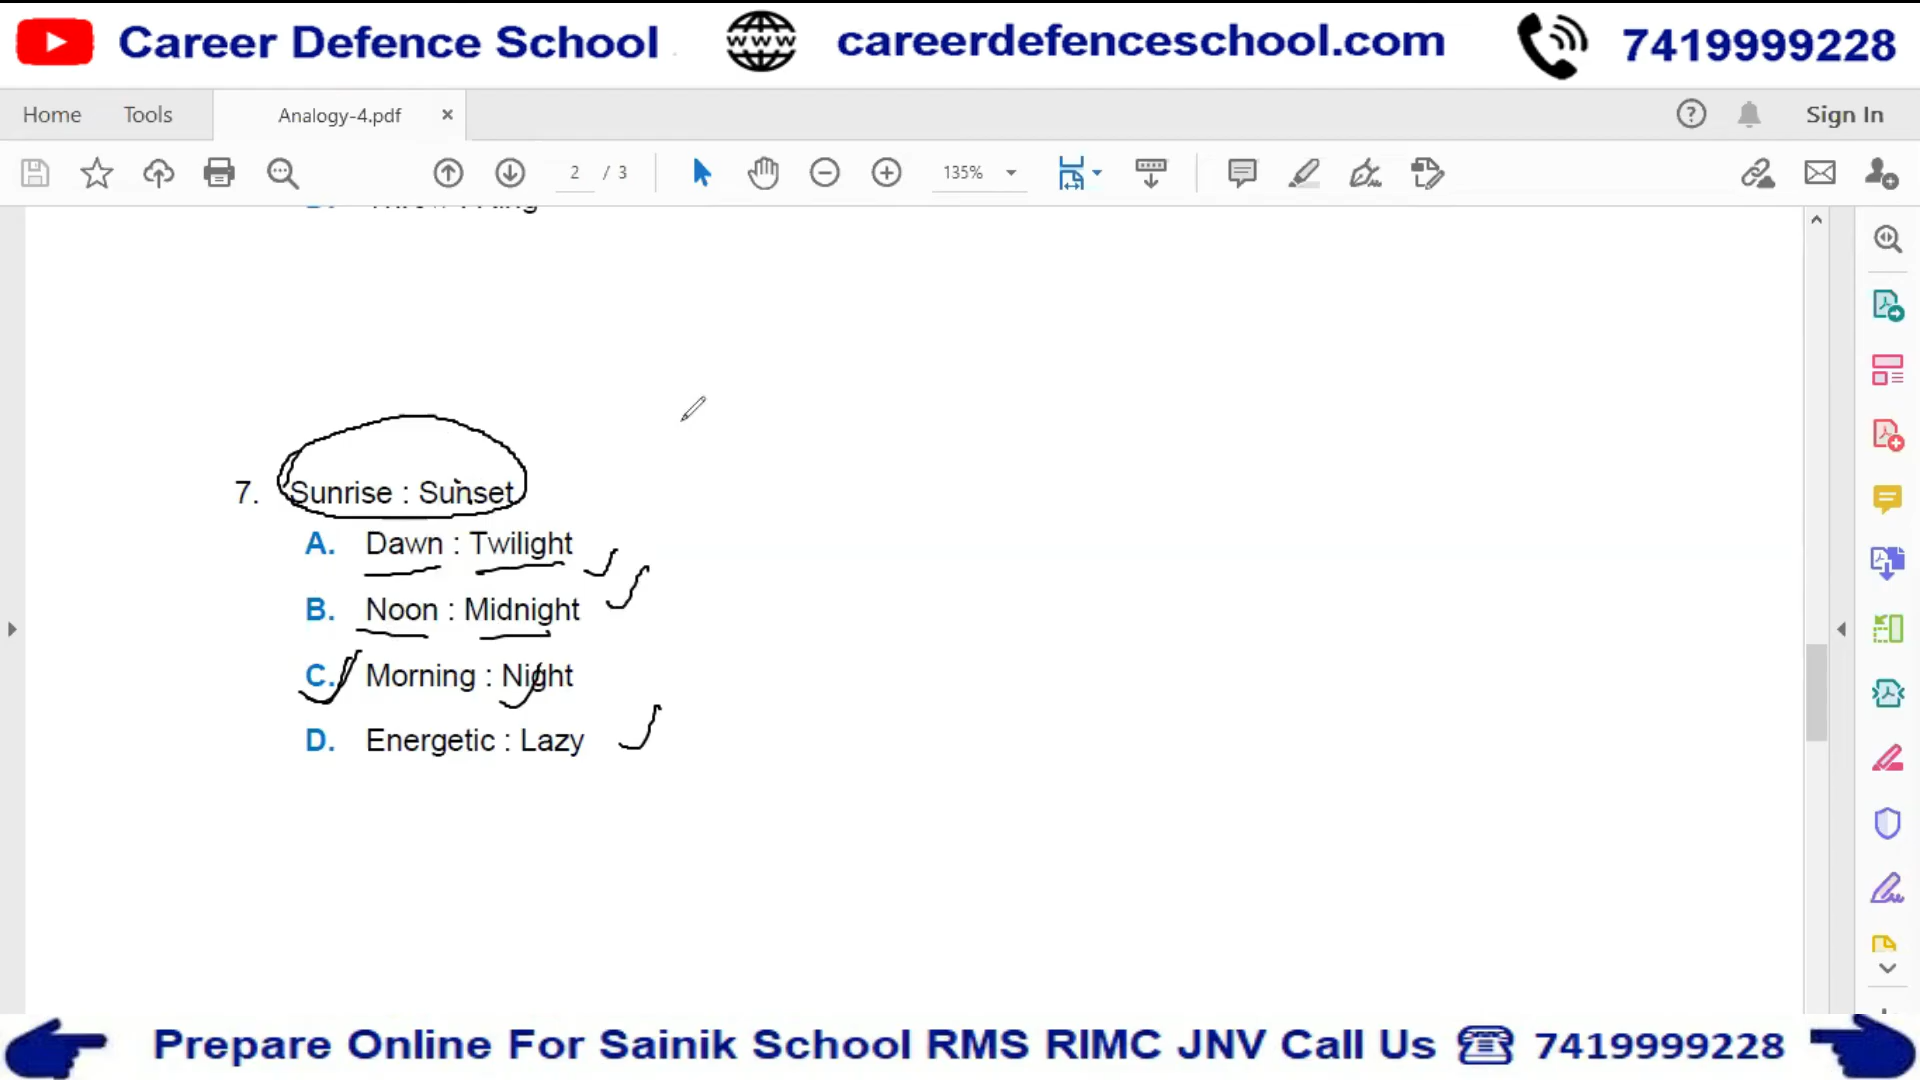 Career Defence School
www
careerdefenceschool.com
7419999228
Home
Tools
Analogy-4.pdf
Sign In
2 / 3
135%
7. Sunrise : Sunset
A. Dawn : Twilight
B. Noon : Midnight
C. Morning : Night
D. Energetic : Lazy
Prepare Online For Sainik School RMS RIMC JNV Call Us 7419999228